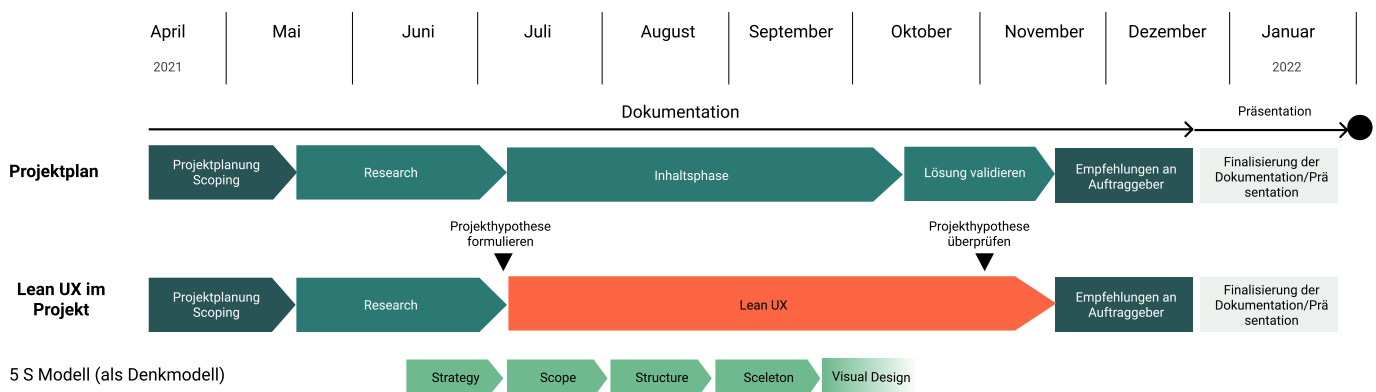 April Mai Juni Juli August September Oktober November Dezember Januar
2021 2022
Dokumentation Präsentation
Projektplan
Projektplanung
Scoping
Research
Inhaltsphase
Lösung validieren
Empfehlungen an
Auftraggeber
Finalisierung der
Dokumentation/Prä
sentation
Projekthypothese
formulieren
Projekthypothese
überprüfen
Lean UX im
Projekt
Projektplanung
Scoping
Research
Lean UX
Empfehlungen an
Auftraggeber
Finalisierung der
Dokumentation/Prä
sentation
5 S Modell (als Denkmodell)
Strategy
Scope
Structure
Sceleton
Visual Design